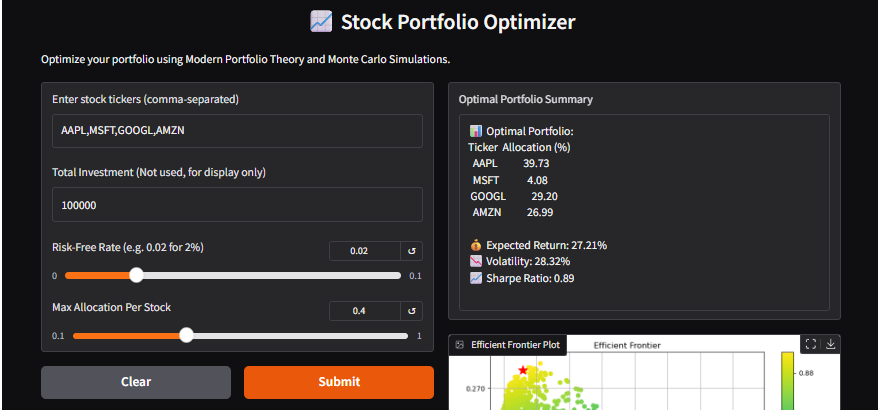 Stock Portfolio Optimizer
Optimize your portfolio using Modern Portfolio Theory and Monte Carlo Simulations.
Enter stock tickers (comma-separated)
AAPL,MSFT,GOOGL,AMZN
Total Investment (Not used, for display only)
100000
Risk-Free Rate (e.g. 0.02 for 2%)
0.02
0
0.1
Max Allocation Per Stock
0.4
0.1
1
Clear
Submit
Optimal Portfolio Summary
Optimal Portfolio:
Ticker Allocation (%)
AAPL 39.73
MSFT 4.08
GOOGL 29.20
AMZN 26.99
Expected Return: 27.21%
Volatility: 28.32%
Sharpe Ratio: 0.89
Efficient Frontier Plot
Efficient Frontier
0.270
0.88